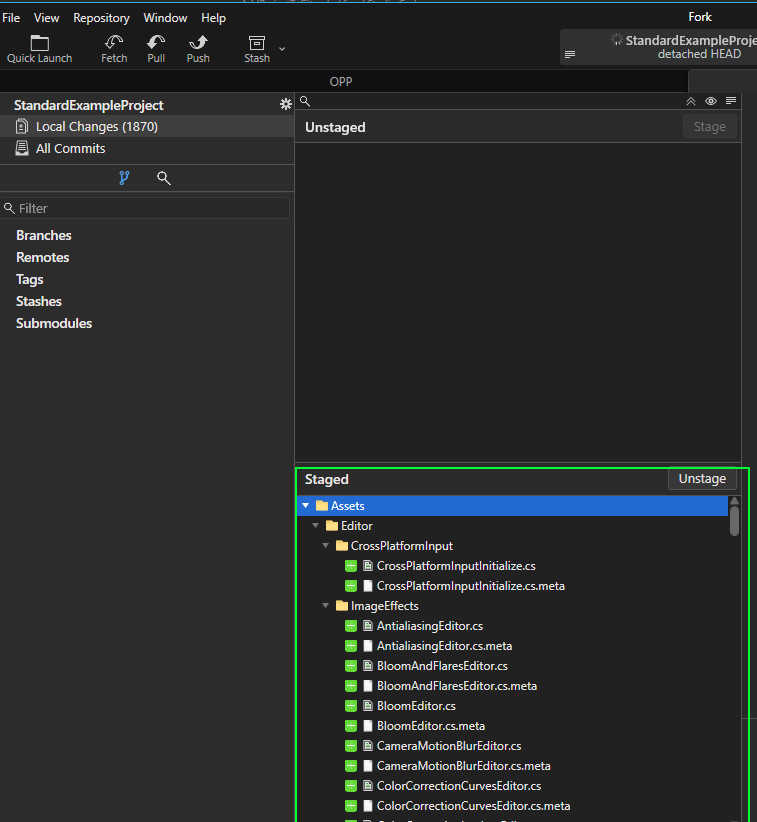 File View Repository Window Help
Fork
Quick Launch Fetch Pull Push Stash
StandardExampleProje
detached HEAD
OPP
StandardExampleProject
Local Changes (1870)
All Commits
Filter
Branches
Remotes
Tags
Stashes
Submodules
Unstaged
Stage
Staged
Unstage
Assets
Editor
CrossPlatformInput
CrossPlatformInputInitialize.cs
CrossPlatformInputInitialize.cs.meta
ImageEffects
AntialiasingEditor.cs
AntialiasingEditor.cs.meta
BloomAndFlaresEditor.cs
BloomAndFlaresEditor.cs.meta
BloomEditor.cs
BloomEditor.cs.meta
CameraMotionBlurEditor.cs
CameraMotionBlurEditor.cs.meta
ColorCorrectionCurvesEditor.cs
ColorCorrectionCurvesEditor.cs.meta